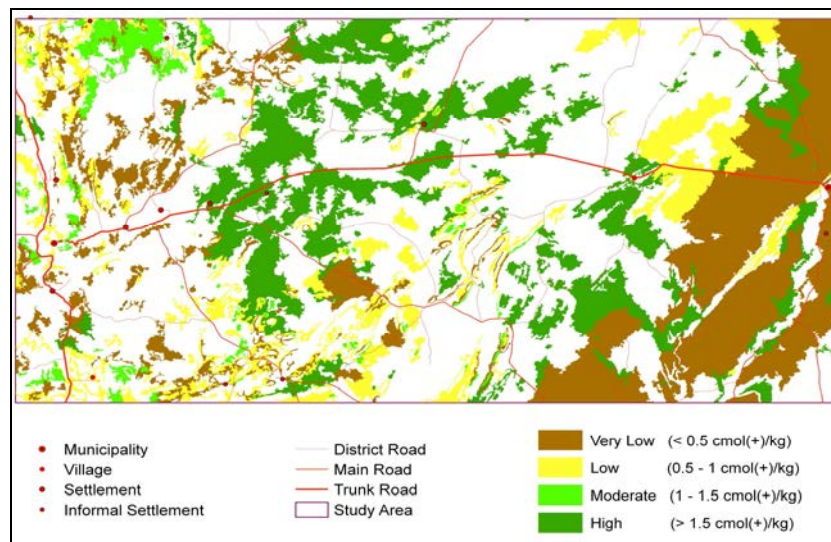 Municipality
Village
Settlement
Informal Settlement
District Road
Main Road
Trunk Road
Study Area
Very Low (< 0.5 cmol(+)/kg)
Low (0.5 - 1 cmol(+)/kg)
Moderate (1 - 1.5 cmol(+)/kg)
High (> 1.5 cmol(+)/kg)